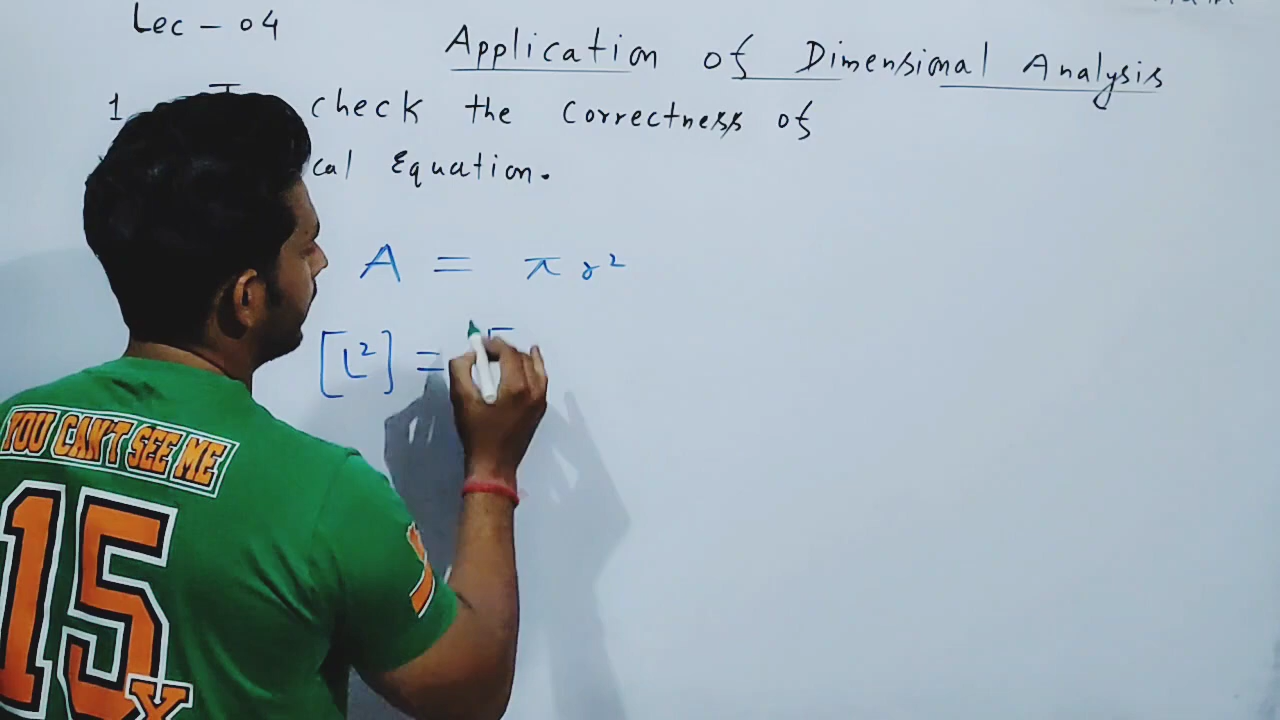 Lec - 04
Application of Dimensional Analysis
1. check the Correctness of
cal Equation.
A = πr²
[L²] = [
YOU CAN'T SEE ME
15x